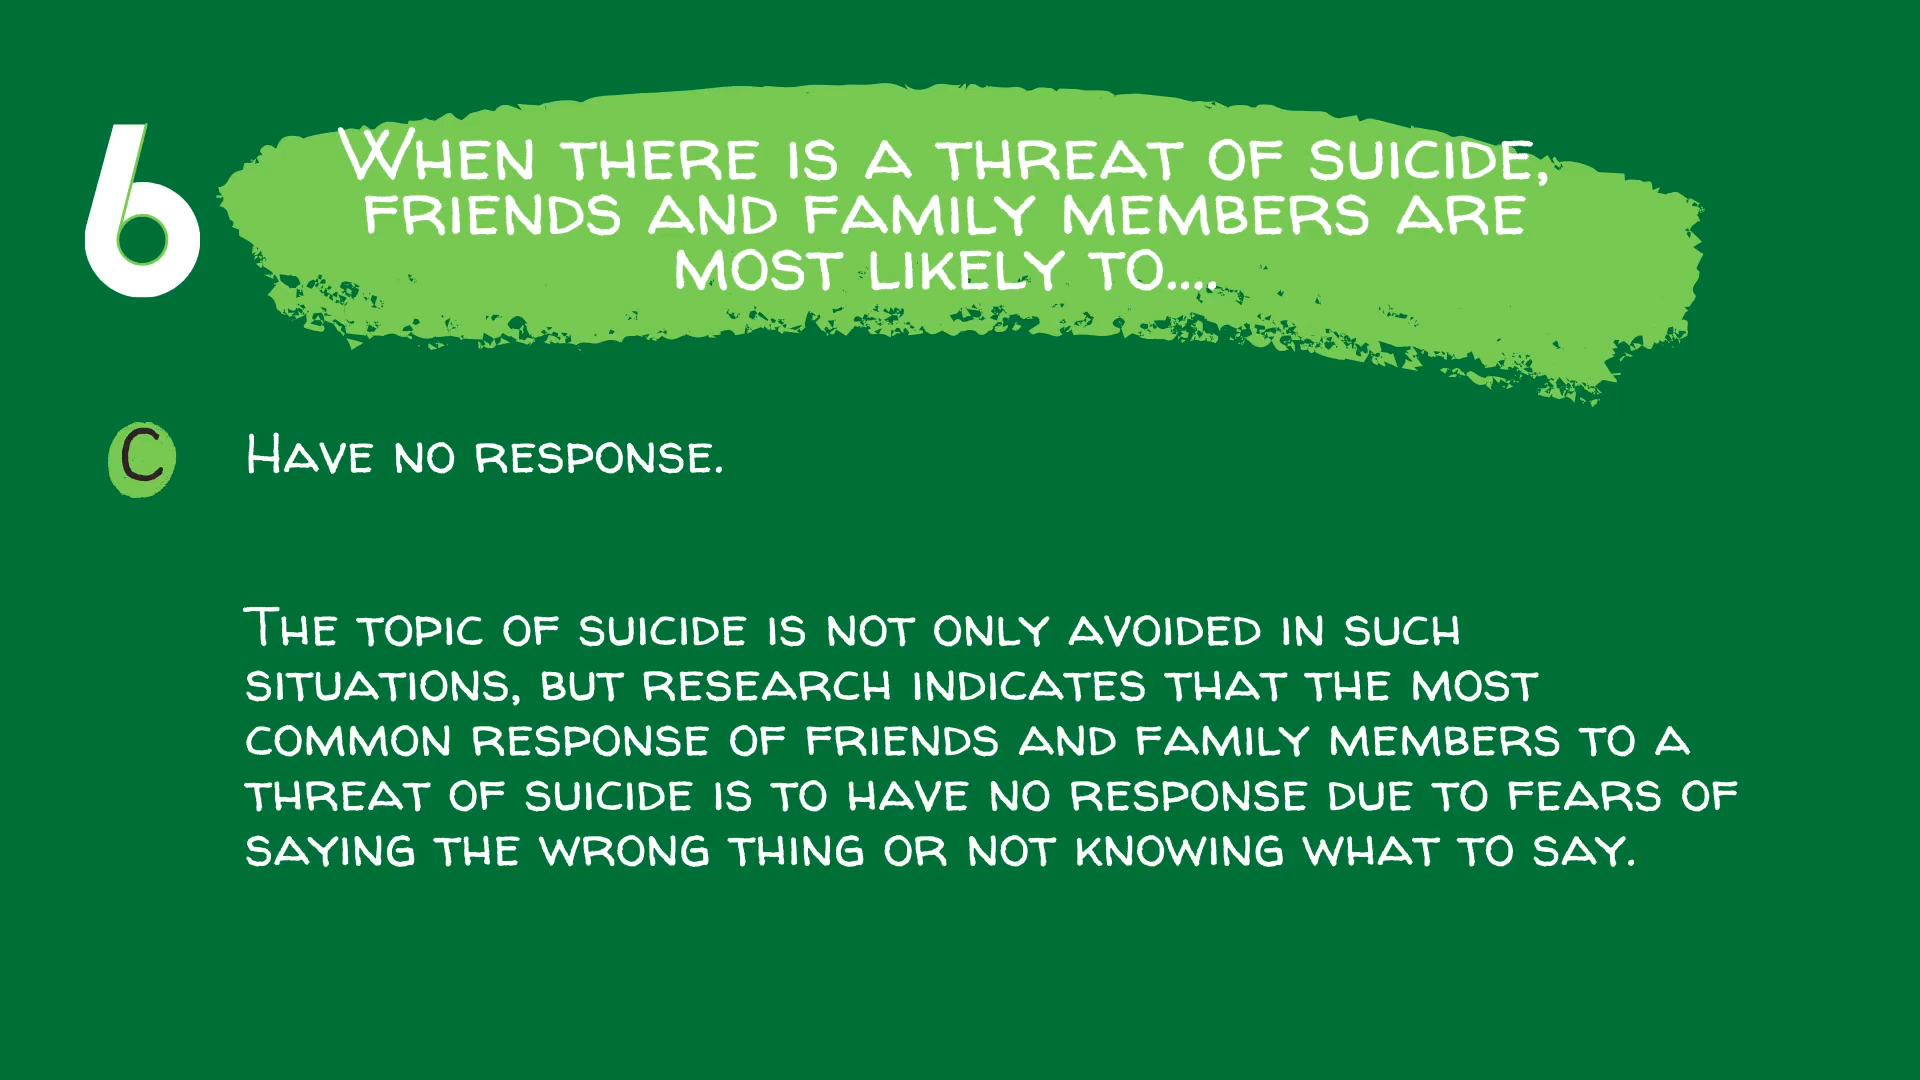 6
When there is a threat of suicide,
friends and family members are
most likely to....
C
Have no response.
The topic of suicide is not only avoided in such
situations, but research indicates that the most
common response of friends and family members to a
threat of suicide is to have no response due to fears of
saying the wrong thing or not knowing what to say.